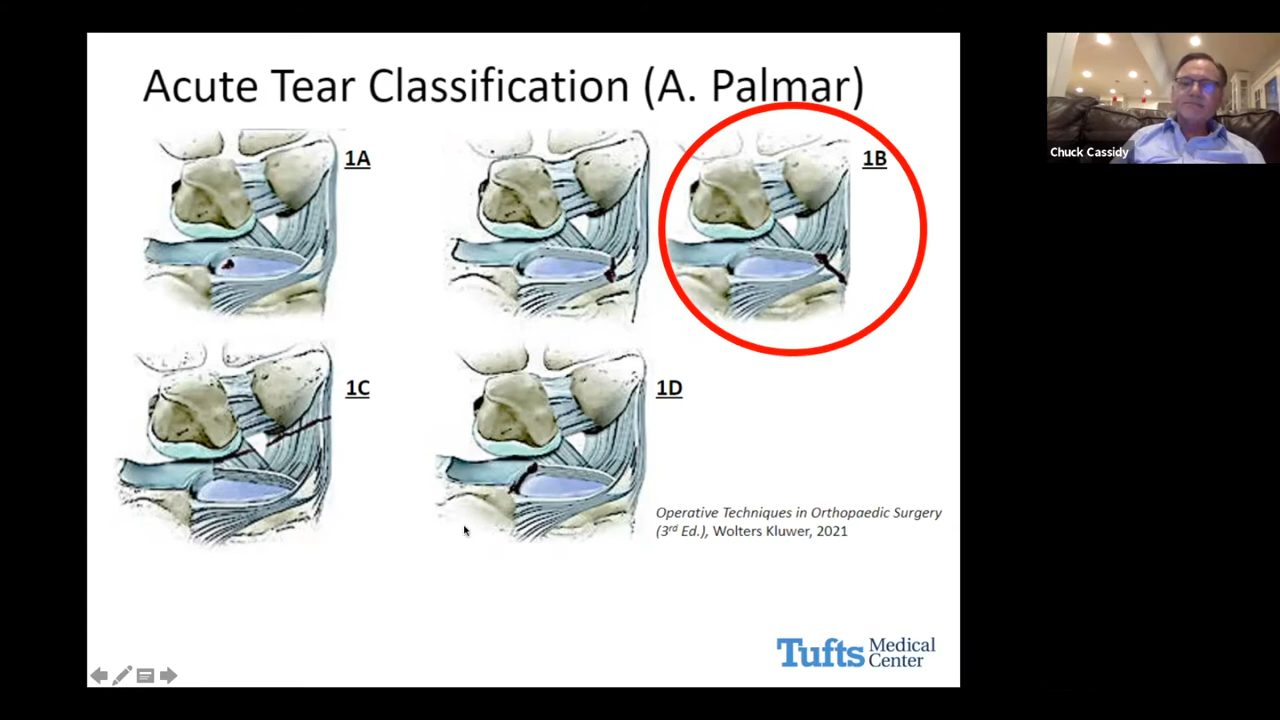 Acute Tear Classification (A. Palmar)
1A
1B
1C
1D
Operative Techniques in Orthopaedic Surgery
(3rd Ed.), Wolters Kluwer, 2021
Tufts Medical
Center
Chuck Cassidy